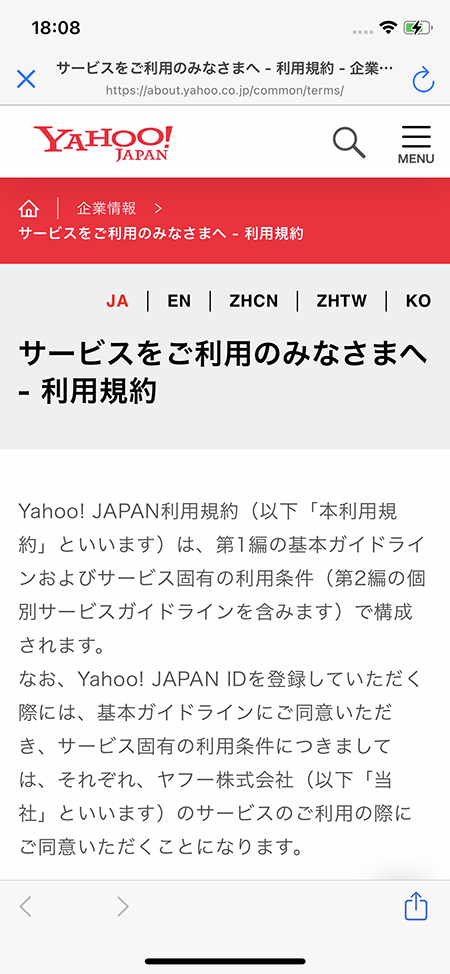 18:08
サービスをご利用のみなさまへ - 利用規約 - 企業…
https://about.yahoo.co.jp/common/terms/
YAHOO!
JAPAN
MENU
企業情報 >
サービスをご利用のみなさまへ - 利用規約
JA | EN | ZHCN | ZHTW | KO
サービスをご利用のみなさまへ
- 利用規約
Yahoo! JAPAN利用規約（以下「本利用規
約」といいます）は、第1編の基本ガイドライ
ンおよびサービス固有の利用条件（第2編の個
別サービスガイドラインを含みます）で構成
されます。
なお、Yahoo! JAPAN IDを登録していただく
際には、基本ガイドラインにご同意いただ
き、サービス固有の利用条件につきまして
は、それぞれ、ヤフー株式会社（以下「当
社」といいます）のサービスのご利用の際に
ご同意いただくことになります。